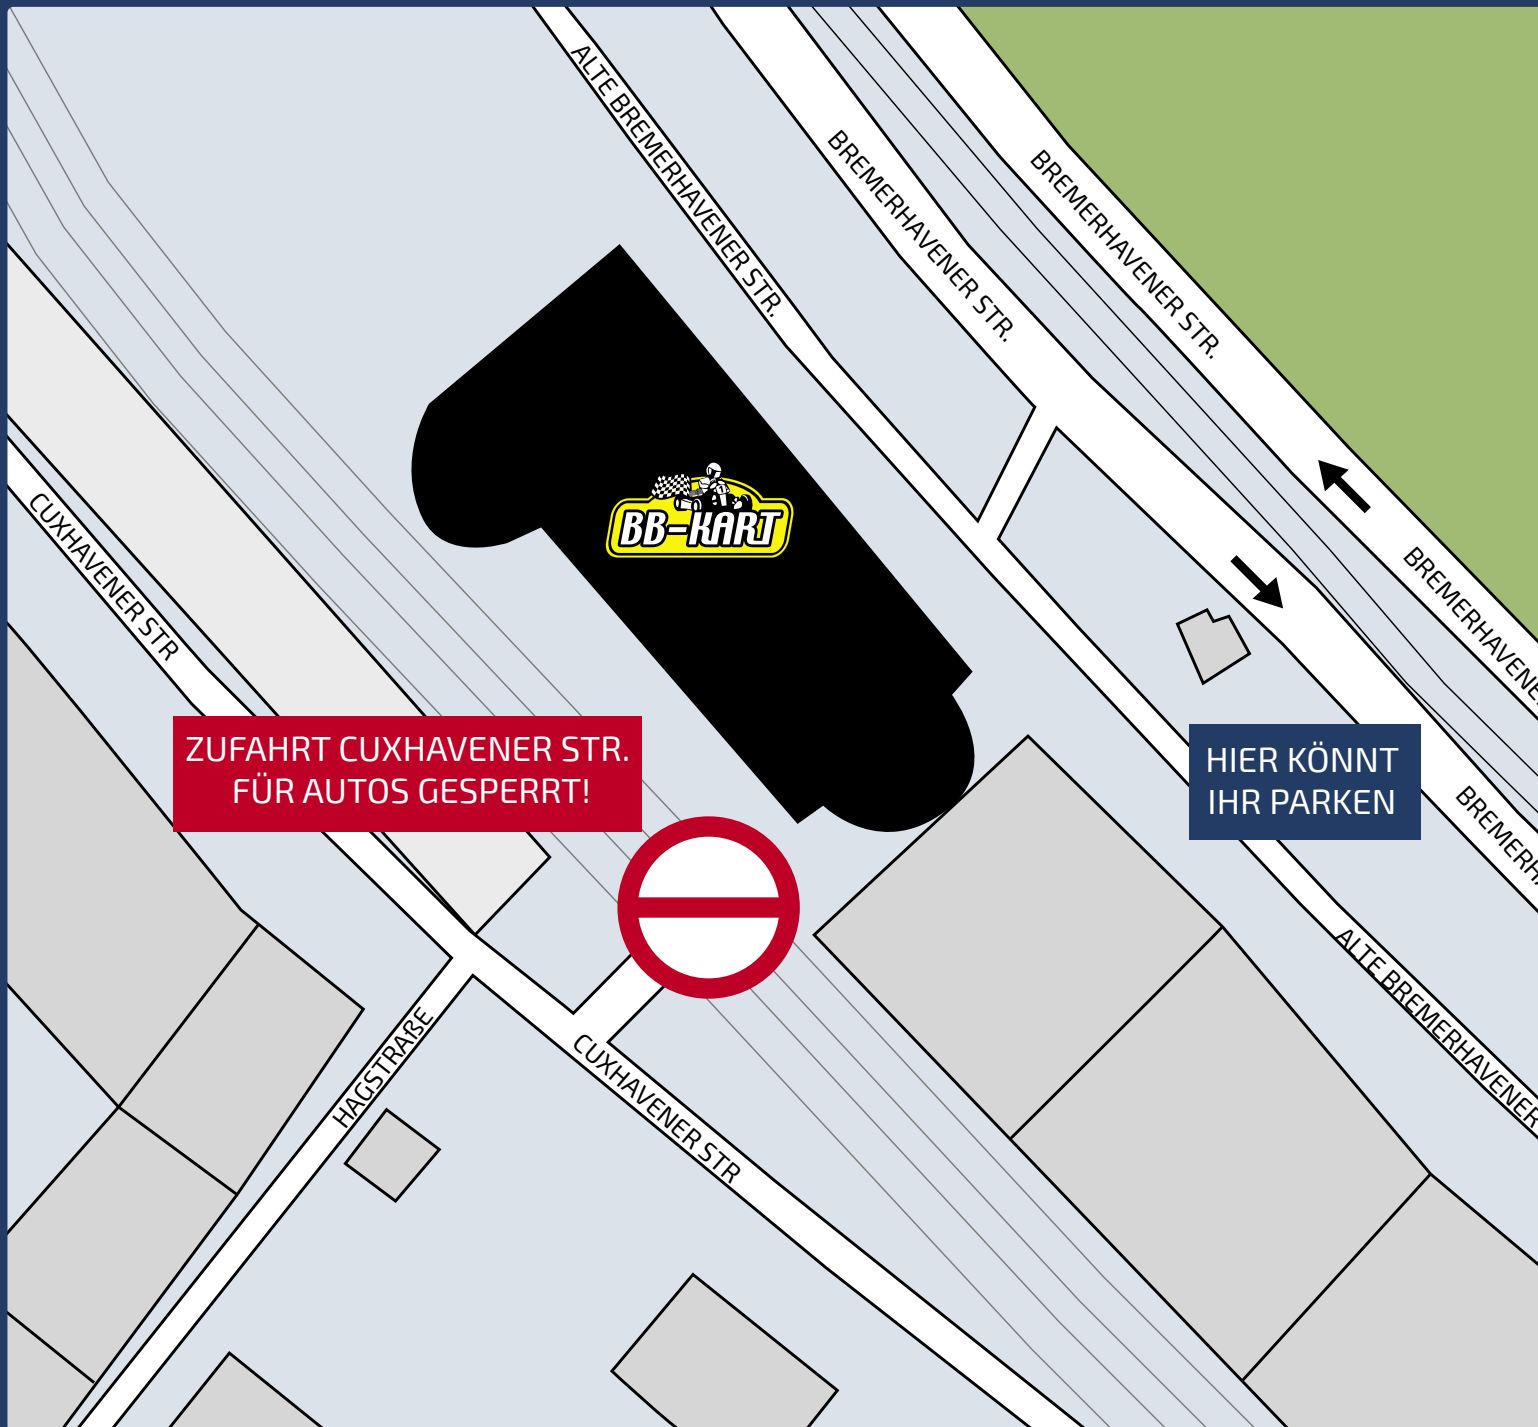 ALTE BREMERHAVENER STR.
BREMERHAVENER STR.
BREMERHAVENER STR.
BB-KART
CUXHAVENER STR
BREMERHAVENE
ZUFAHRT CUXHAVENER STR.
FÜR AUTOS GESPERRT!
HIER KÖNNT
IHR PARKEN
BREMERHA
ALTE BREMERHAVENER
HAGSTRAßE
CUXHAVENER STR